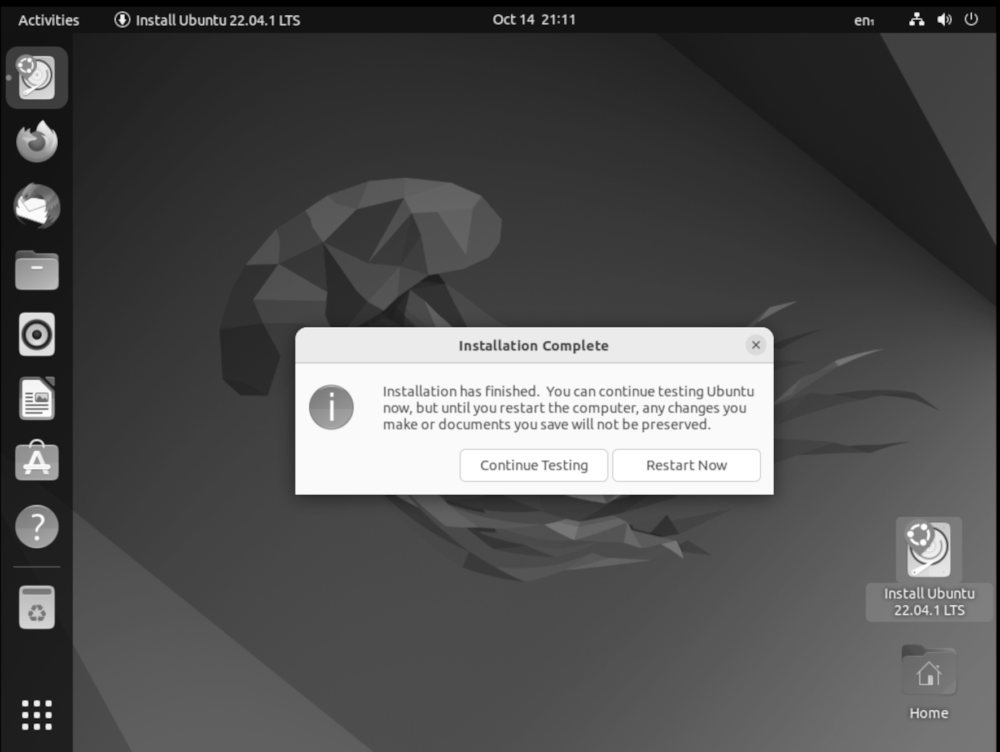 Activities
Install Ubuntu 22.04.1 LTS
Oct 14 21:11
en₁
Installation Complete
Installation has finished. You can continue testing Ubuntu
now, but until you restart the computer, any changes you
make or documents you save will not be preserved.
Continue Testing
Restart Now
Install Ubuntu
22.04.1 LTS
Home